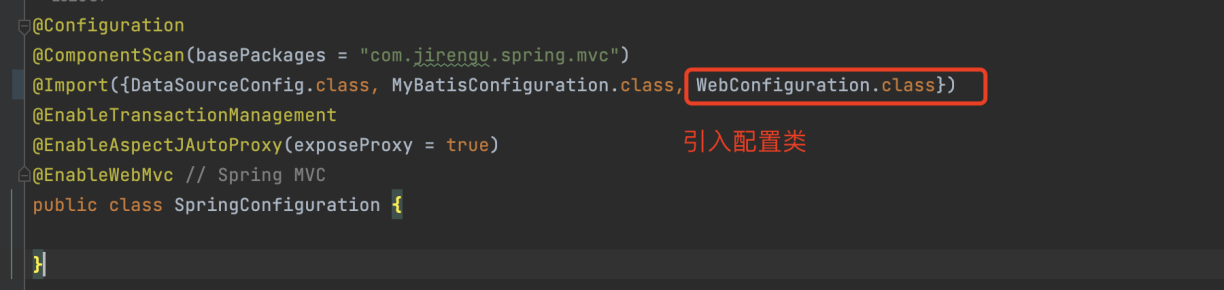 @Configuration
@ComponentScan(basePackages = "com.jirengu.spring.mvc")
@Import({DataSourceConfig.class, MyBatisConfiguration.class, WebConfiguration.class})
@EnableTransactionManagement
@EnableAspectJAutoProxy(exposeProxy = true)
引入配置类
@EnableWebMvc // Spring MVC
public class SpringConfiguration {
}